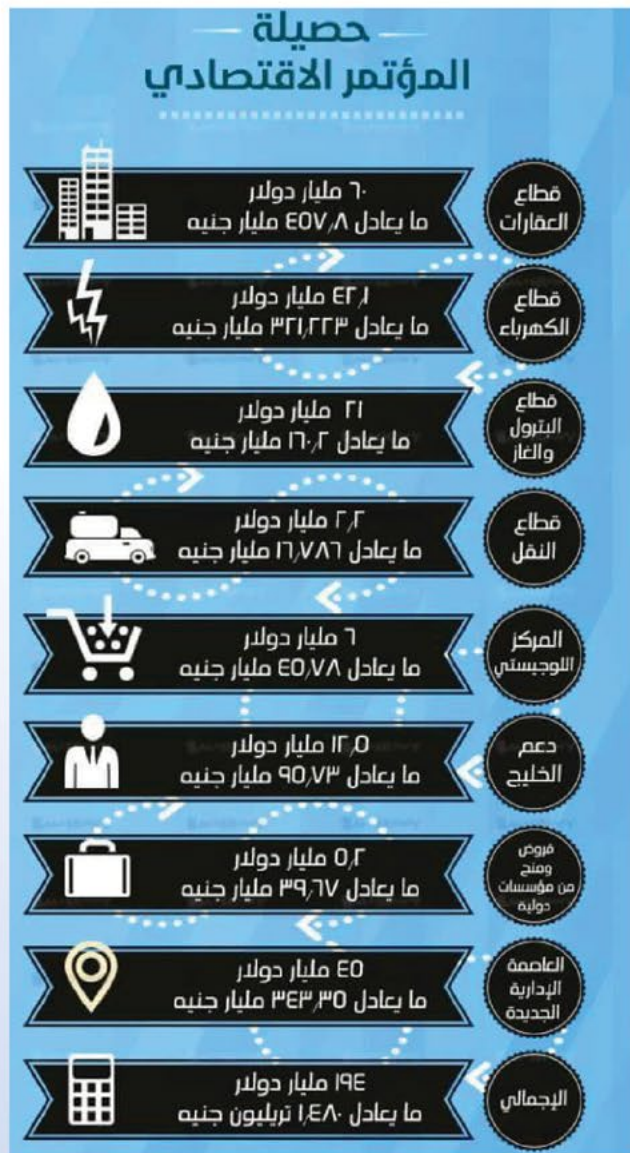 حصيلة
المؤتمر الاقتصادي
قطاع
العقارات
٦٠ مليار دولار
ما يعادل ٤٥٧٫٨ مليار جنيه
قطاع
الكهرباء
٤٢٫١ مليار دولار
ما يعادل ٣٢١٫٢٢٣ مليار جنيه
قطاع
البترول
والغاز
٢١ مليار دولار
ما يعادل ١٦٠٫٢ مليار جنيه
قطاع
النقل
٢٫٢ مليار دولار
ما يعادل ١٦٫٧٨٦ مليار جنيه
المركز
اللوجيستي
٦ مليار دولار
ما يعادل ٤٥٫٧٨ مليار جنيه
دعم
الخليج
١٢٫٥ مليار دولار
ما يعادل ٩٥٫٧٣ مليار جنيه
قروض
ومنح
من مؤسسات
دولية
٥٫٢ مليار دولار
ما يعادل ٣٩٫٦٧ مليار جنيه
العاصمة
الإدارية
الجديدة
٤٥ مليار دولار
ما يعادل ٣٤٣٫٣٥ مليار جنيه
الإجمالي
١٩٤ مليار دولار
ما يعادل ١٫٤٨٠ تريليون جنيه